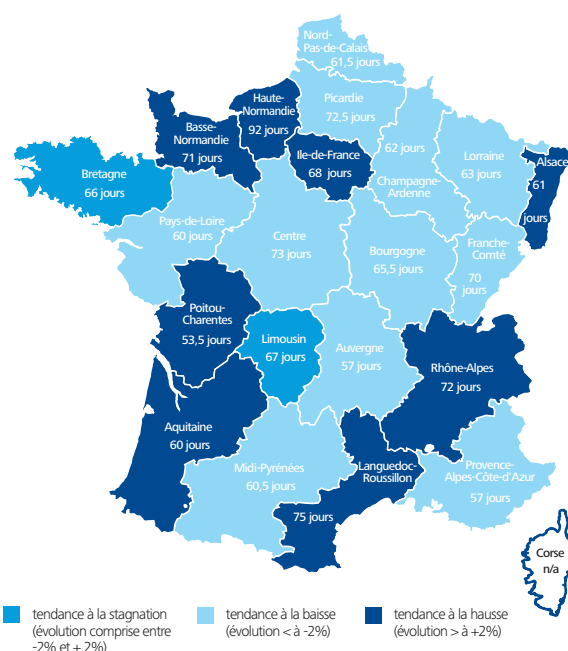 Nord-
Pas-de-Calais
61,5 jours
Picardie
72,5 jours
Haute-
Normandie
92 jours
Basse-
Normandie
71 jours
Ile-de-France
68 jours
62 jours
Champagne-
Ardenne
Lorraine
63 jours
Alsace
61
jours
Bretagne
66 jours
Pays-de-Loire
60 jours
Centre
73 jours
Bourgogne
65,5 jours
Franche-
Comté
70
jours
Poitou-
Charentes
53,5 jours
Limousin
67 jours
Auvergne
57 jours
Rhône-Alpes
72 jours
Aquitaine
60 jours
Midi-Pyrénées
60,5 jours
Languedoc-
Roussillon
75 jours
Provence-
Alpes-Côte-d'Azur
57 jours
Corse
n/a
tendance à la stagnation
(évolution comprise entre
-2% et + 2%)
tendance à la baisse
(évolution < à -2%)
tendance à la hausse
(évolution > à +2%)